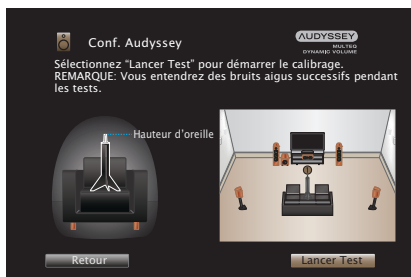 Conf. Audyssey
AUDYSSEY
MULTEQ
DYNAMIC VOLUME
Sélectionnez “Lancer Test” pour démarrer le calibrage.
REMARQUE: Vous entendrez des bruits aigus successifs pendant
les tests.
Hauteur d’oreille
Retour
Lancer Test